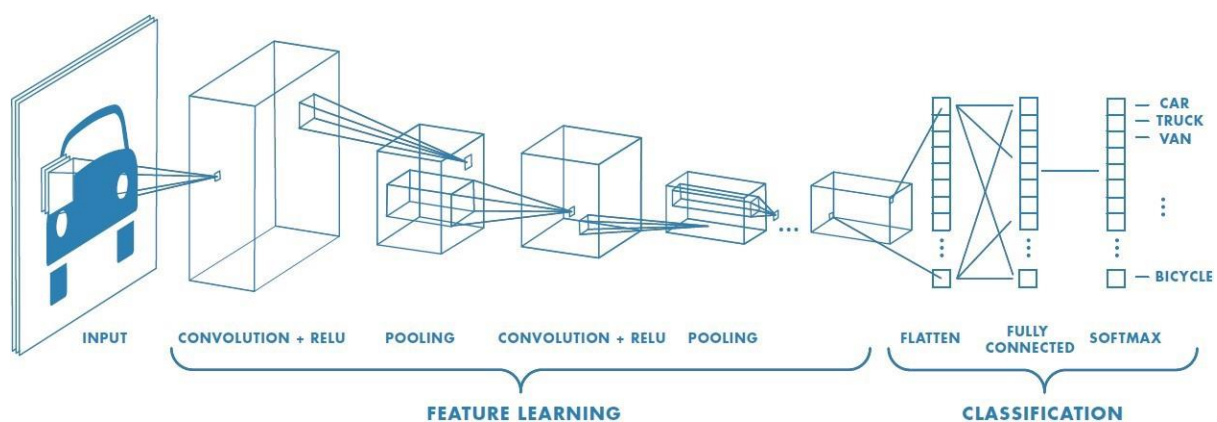 CAR
TRUCK
VAN
BICYCLE
INPUT
CONVOLUTION + RELU
POOLING
CONVOLUTION + RELU
POOLING
FLATTEN
FULLY
CONNECTED
SOFTMAX
FEATURE LEARNING
CLASSIFICATION